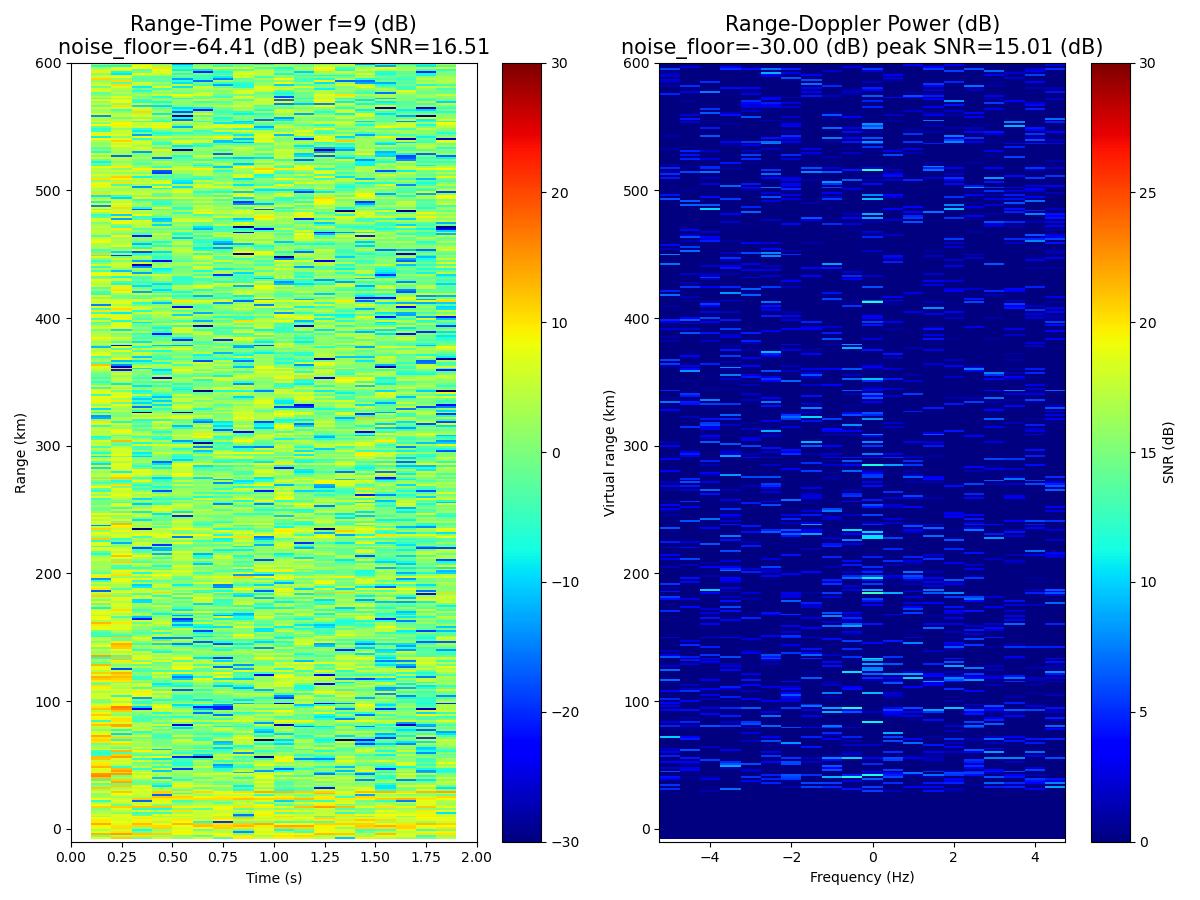 Range-Time Power f=9 (dB)
noise_floor=-64.41 (dB) peak SNR=16.51
Range (km)
600
500
400
300
200
100
0
0.00 0.25 0.50 0.75 1.00 1.25 1.50 1.75 2.00
Time (s)
30
20
10
0
−10
−20
−30
Range-Doppler Power (dB)
noise_floor=-30.00 (dB) peak SNR=15.01 (dB)
Virtual range (km)
600
500
400
300
200
100
0
−4 −2 0 2 4
Frequency (Hz)
30
25
20
15
10
5
0
SNR (dB)